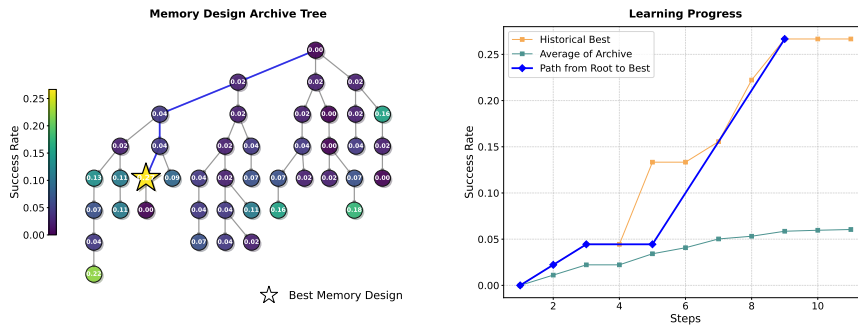 Memory Design Archive Tree
0.00
0.02 0.02 0.02
0.04 0.02 0.02 0.00 0.02 0.16
0.02 0.04 0.02 0.04 0.04 0.00 0.04 0.02
0.13 0.11 0.09 0.04 0.02 0.07 0.07 0.02 0.02 0.07 0.00
0.07 0.11 0.00 0.04 0.04 0.11 0.16 0.18
0.04 0.07 0.04 0.02
0.22
Success Rate
0.25
0.20
0.15
0.10
0.05
0.00
Best Memory Design
Learning Progress
Historical Best
Average of Archive
Path from Root to Best
Success Rate
0.25
0.20
0.15
0.10
0.05
0.00
2 4 6 8 10
Steps